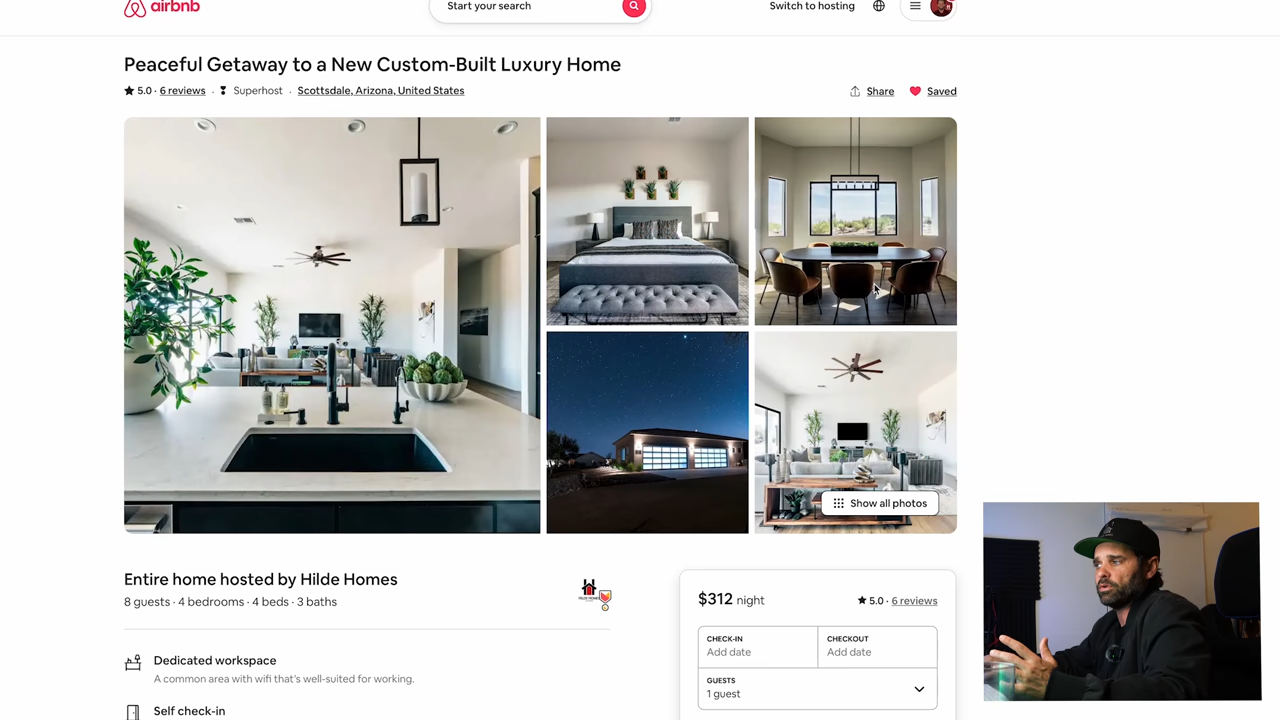 airbnb
Start your search
Switch to hosting
Peaceful Getaway to a New Custom-Built Luxury Home
5.0 · 6 reviews · Superhost · Scottsdale, Arizona, United States
Share
Saved
Show all photos
Entire home hosted by Hilde Homes
8 guests · 4 bedrooms · 4 beds · 3 baths
HILDE HOMES
$312 night
5.0 · 6 reviews
CHECK-IN
Add date
CHECKOUT
Add date
GUESTS
1 guest
Dedicated workspace
A common area with wifi that's well-suited for working.
Self check-in